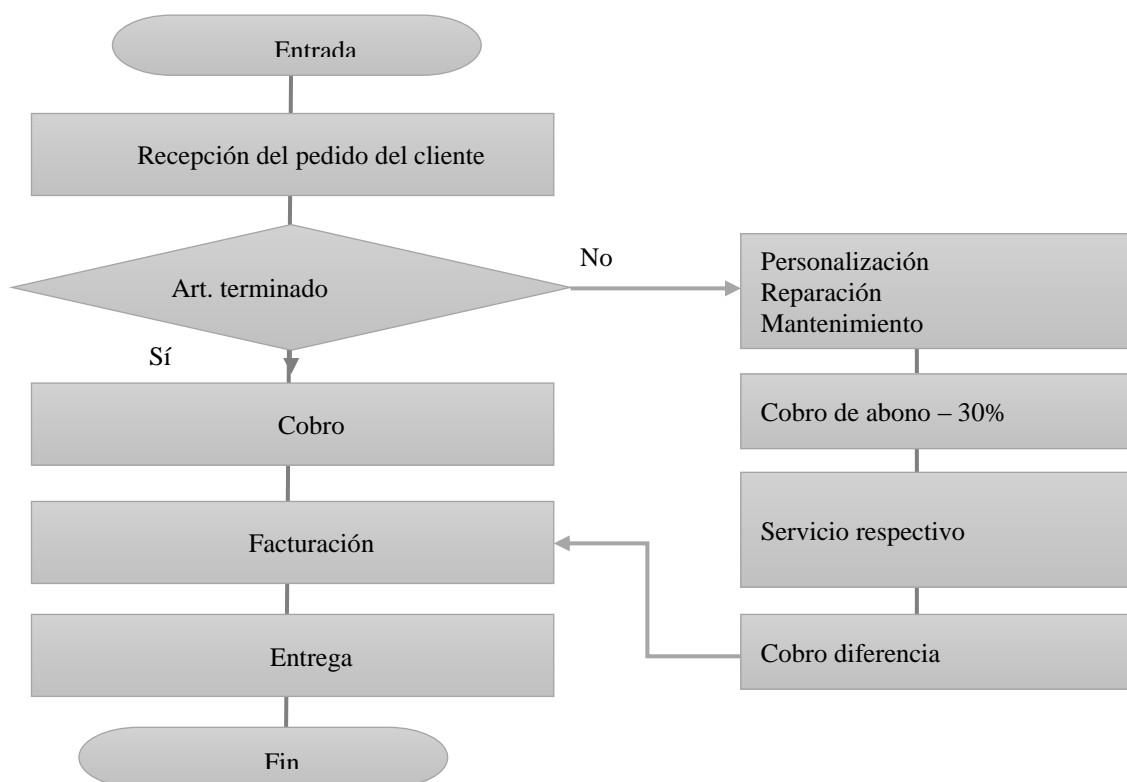 Entrada
Recepción del pedido del cliente
Art. terminado
No
Sí
Personalización
Reparación
Mantenimiento
Cobro de abono – 30%
Servicio respectivo
Cobro diferencia
Cobro
Facturación
Entrega
Fin